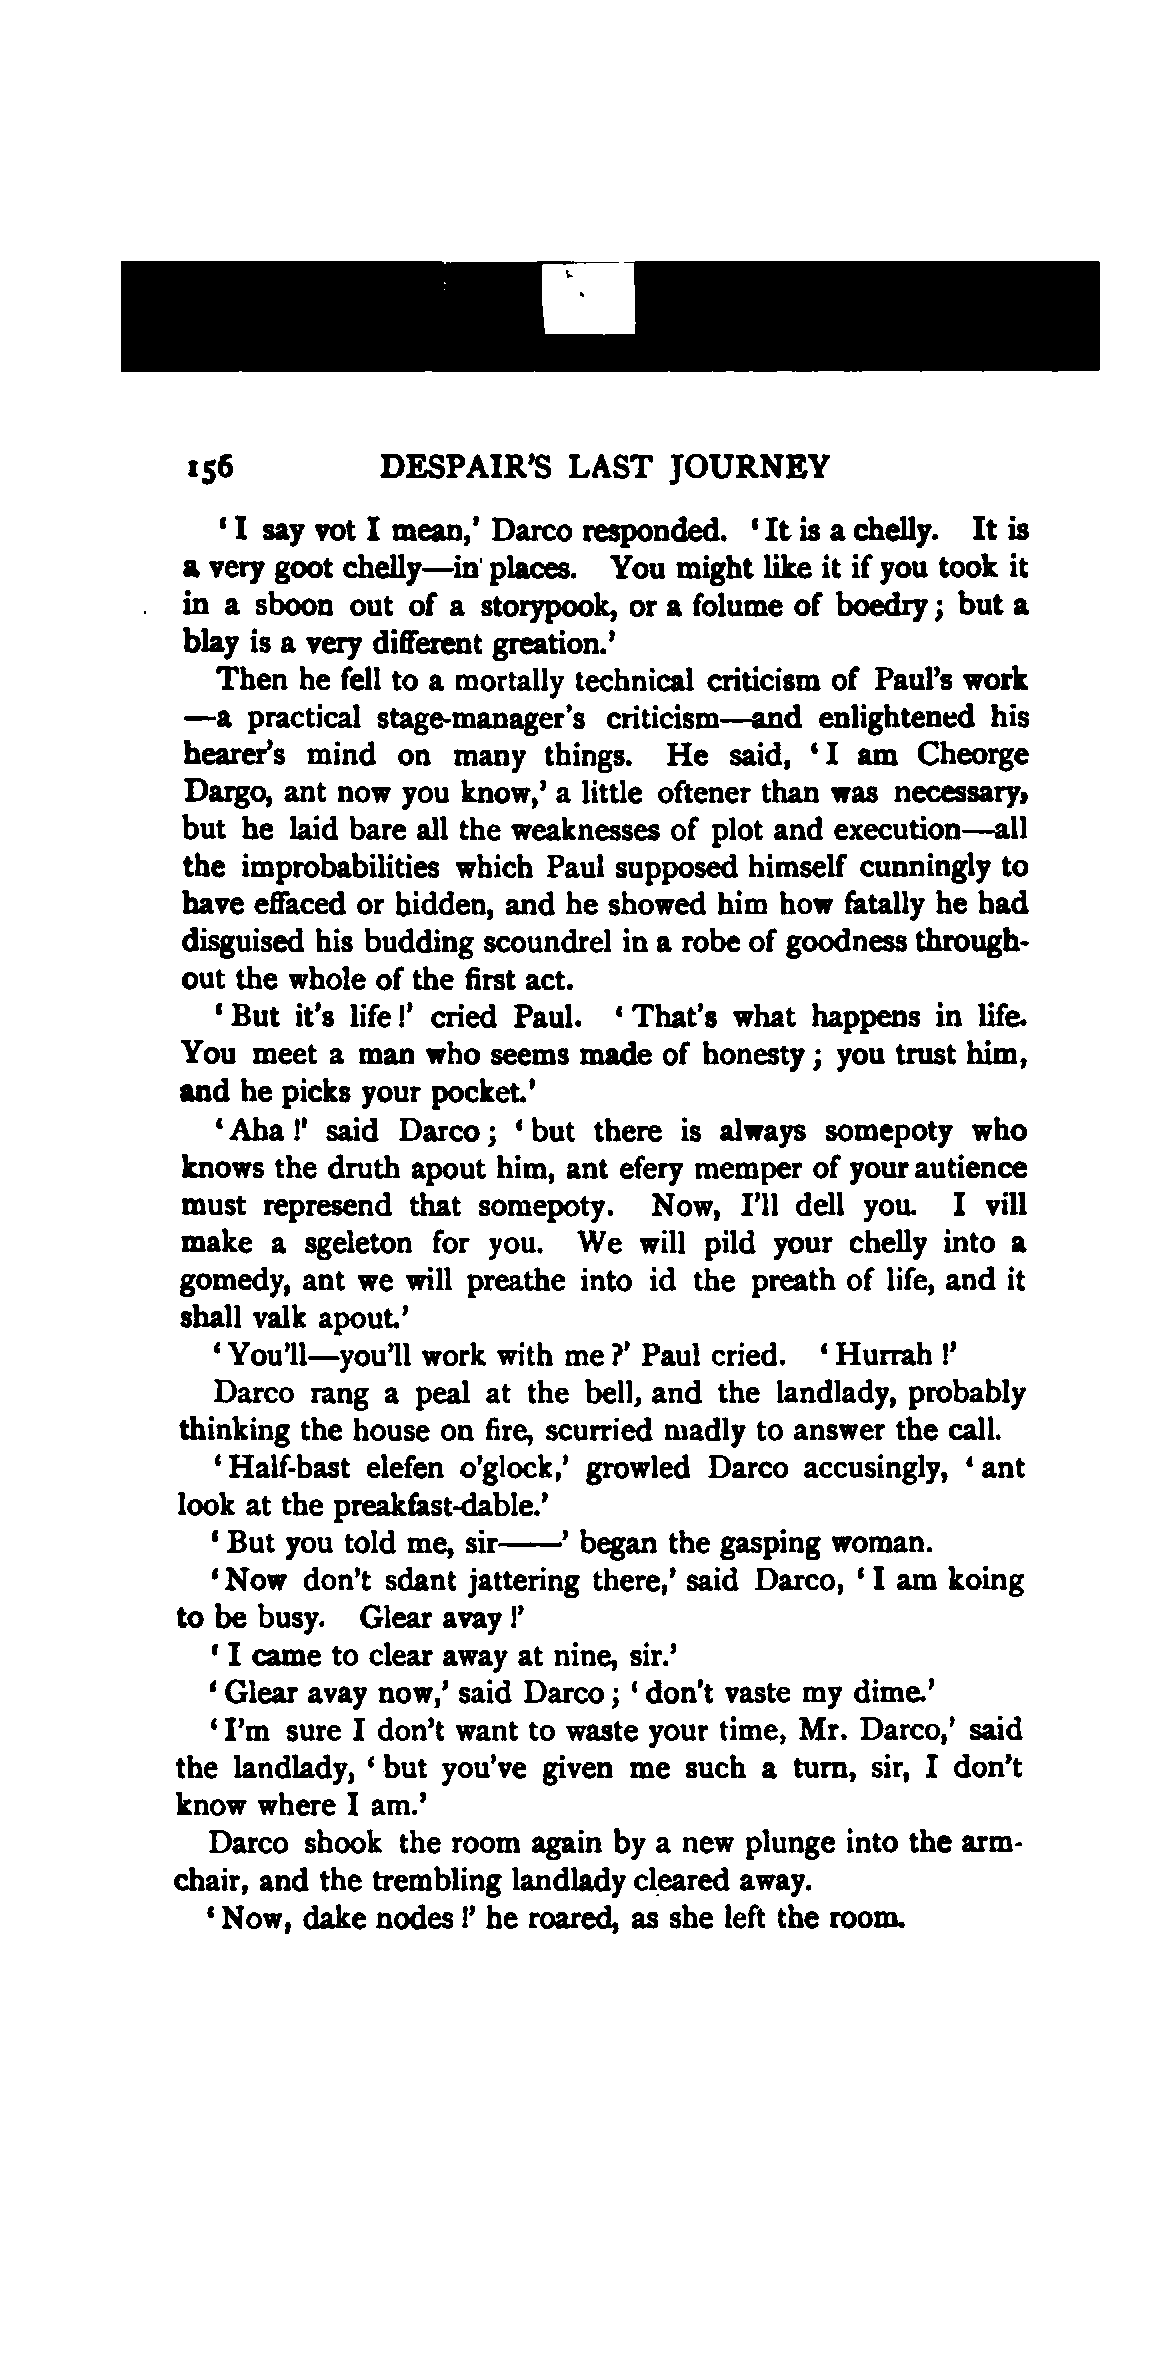 156 DESPAIR'S LAST JOURNEY
'I say vot I mean,' Darco responded. 'It is a chelly. It is
a very goot chelly—in places. You might like it if you took it
in a sboon out of a storypook, or a folume of boedry; but a
blay is a very different greation.'
Then he fell to a mortally technical criticism of Paul's work
—a practical stage-manager's criticism—and enlightened his
hearer's mind on many things. He said, 'I am Cheorge
Dargo, ant now you know,' a little oftener than was necessary,
but he laid bare all the weaknesses of plot and execution—all
the improbabilities which Paul supposed himself cunningly to
have effaced or hidden, and he showed him how fatally he had
disguised his budding scoundrel in a robe of goodness through-
out the whole of the first act.
'But it's life!' cried Paul. 'That's what happens in life.
You meet a man who seems made of honesty; you trust him,
and he picks your pocket.'
'Aha!' said Darco; 'but there is always somepoty who
knows the druth apout him, ant efery memper of your autience
must represend that somepoty. Now, I'll dell you. I vill
make a sgeleton for you. We will pild your chelly into a
gomedy, ant we will preathe into id the preath of life, and it
shall valk apout.'
'You'll—you'll work with me?' Paul cried. 'Hurrah!'
Darco rang a peal at the bell, and the landlady, probably
thinking the house on fire, scurried madly to answer the call.
'Half-bast elefen o'glock,' growled Darco accusingly, 'ant
look at the preakfast-dable.'
'But you told me, sir——' began the gasping woman.
'Now don't sdant jattering there,' said Darco, 'I am koing
to be busy. Glear avay!'
'I came to clear away at nine, sir.'
'Glear avay now,' said Darco; 'don't vaste my dime.'
'I'm sure I don't want to waste your time, Mr. Darco,' said
the landlady, 'but you've given me such a turn, sir, I don't
know where I am.'
Darco shook the room again by a new plunge into the arm-
chair, and the trembling landlady cleared away.
'Now, dake nodes!' he roared, as she left the room.